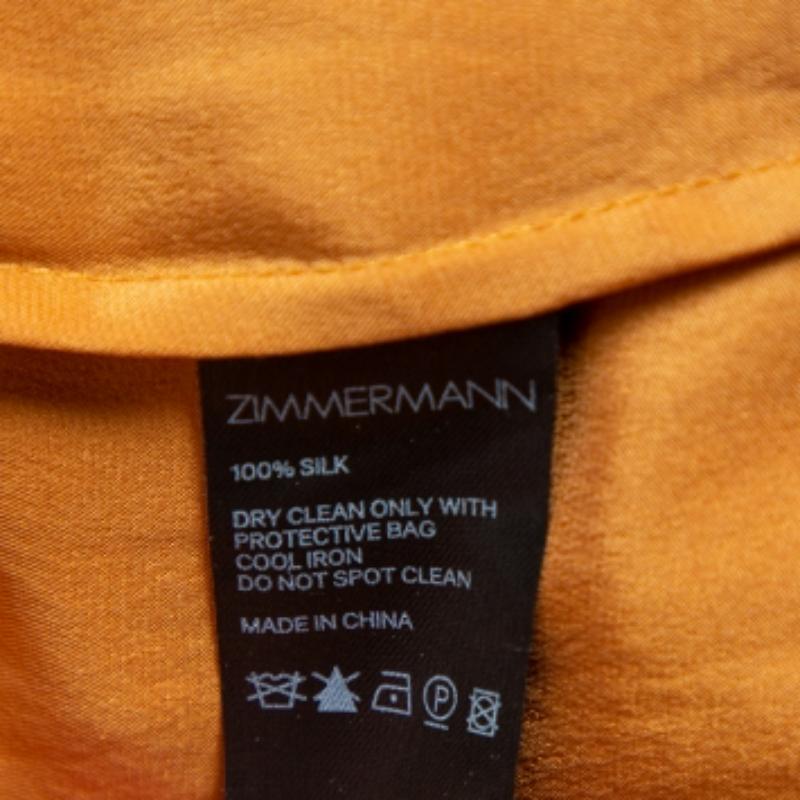 ZIMMERMANN
100% SILK
DRY CLEAN ONLY WITH
PROTECTIVE BAG
COOL IRON
DO NOT SPOT CLEAN
MADE IN CHINA
P